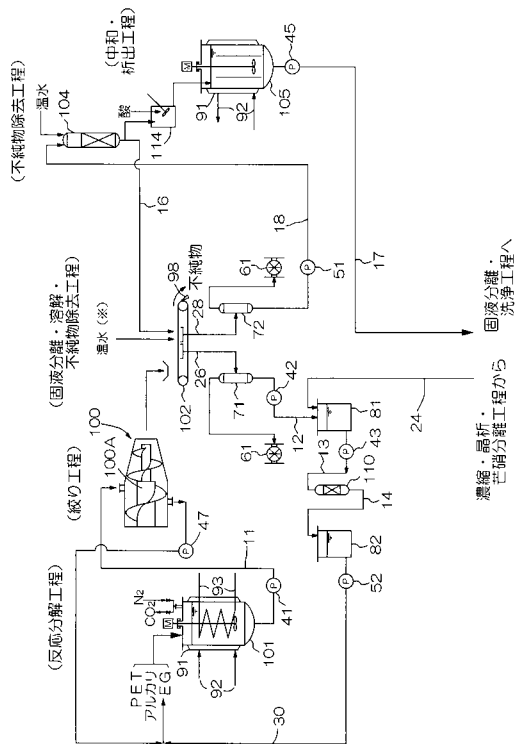 (反応分解工程)
PET
アルカリ
EG
N2
CO2
M
91
92
93
101
P
41
11
30
(絞り工程)
100
100A
P
47
(固液分離・溶解・
不純物除去工程)
温水(※)
98
不純物
102
26
28
16
71
72
61
61
P
42
12
P
51
18
81
13
P
43
110
14
82
P
52
24
濃縮・晶析・
芒硝分離工程から
(不純物除去工程)
温水
104
酸
114
(中和・
析出工程)
M
91
92
105
P
45
17
固液分離・
洗浄工程へ